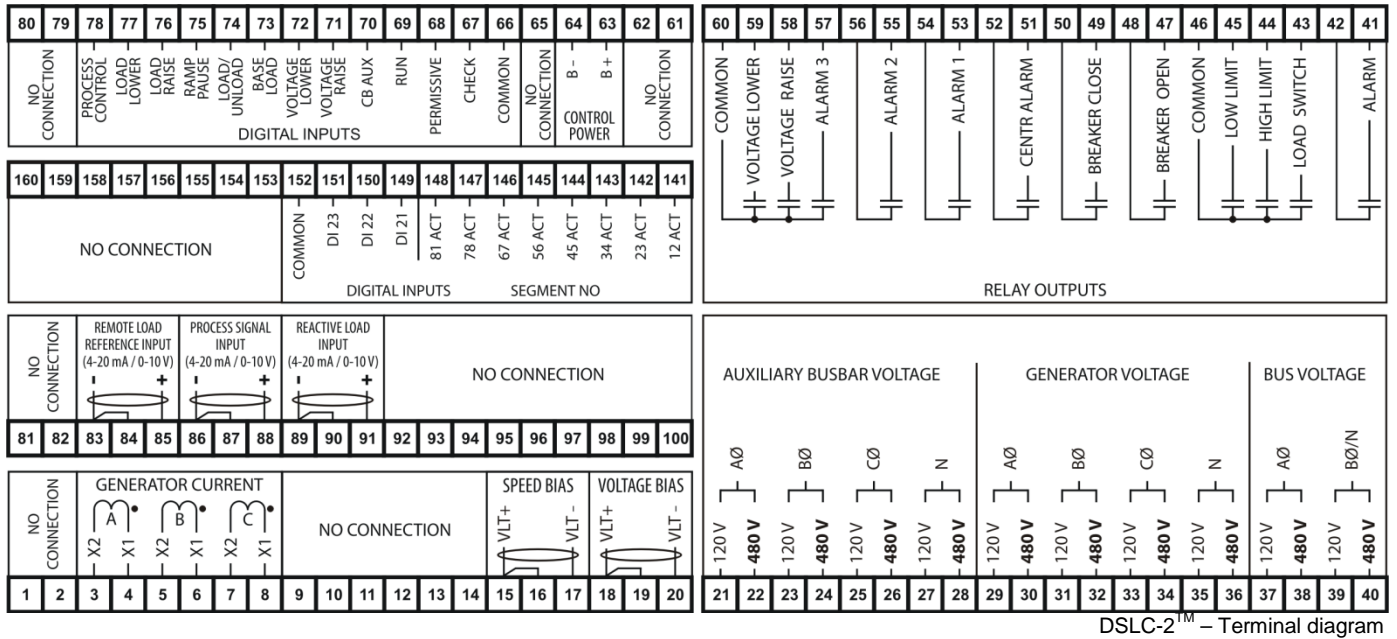 80 79 78 77 76 75 74 73 72 71 70 69 68 67 66 65 64 63 62 61
NO CONNECTION
PROCESS CONTROL
LOAD LOWER
LOAD RAISE
RAMP PAUSE
LOAD/ UNLOAD
BASE LOAD
VOLTAGE LOWER
VOLTAGE RAISE
CB AUX
RUN
PERMISSIVE
CHECK
COMMON
NO CONNECTION
B -
B +
NO CONNECTION
DIGITAL INPUTS
CONTROL
POWER
160 159 158 157 156 155 154 153 152 151 150 149 148 147 146 145 144 143 142 141
NO CONNECTION
COMMON
DI 23
DI 22
DI 21
81 ACT
78 ACT
67 ACT
56 ACT
45 ACT
34 ACT
23 ACT
12 ACT
DIGITAL INPUTS
SEGMENT NO
60 59 58 57 56 55 54 53 52 51 50 49 48 47 46 45 44 43 42 41
COMMON
VOLTAGE LOWER
VOLTAGE RAISE
ALARM 3
ALARM 2
ALARM 1
CENTR ALARM
BREAKER CLOSE
BREAKER OPEN
COMMON
LOW LIMIT
HIGH LIMIT
LOAD SWITCH
ALARM
RELAY OUTPUTS
NO CONNECTION
REMOTE LOAD
REFERENCE INPUT
(4-20 mA / 0-10 V)
- +
PROCESS SIGNAL
INPUT
(4-20 mA / 0-10 V)
- +
REACTIVE LOAD
INPUT
(4-20 mA / 0-10 V)
- +
NO CONNECTION
81 82 83 84 85 86 87 88 89 90 91 92 93 94 95 96 97 98 99 100
NO CONNECTION
GENERATOR CURRENT
A B C
X2 X1 X2 X1 X2 X1
NO CONNECTION
SPEED BIAS
VLT+ VLT -
VOLTAGE BIAS
VLT+ VLT -
1 2 3 4 5 6 7 8 9 10 11 12 13 14 15 16 17 18 19 20
AUXILIARY BUSBAR VOLTAGE
GENERATOR VOLTAGE
BUS VOLTAGE
AØ BØ CØ N AØ BØ CØ N AØ BØ/N
120 V 480 V 120 V 480 V 120 V 480 V 120 V 480 V 120 V 480 V 120 V 480 V 120 V 480 V 120 V 480 V 120 V 480 V 120 V 480 V
21 22 23 24 25 26 27 28 29 30 31 32 33 34 35 36 37 38 39 40
DSLC-2™ – Terminal diagram